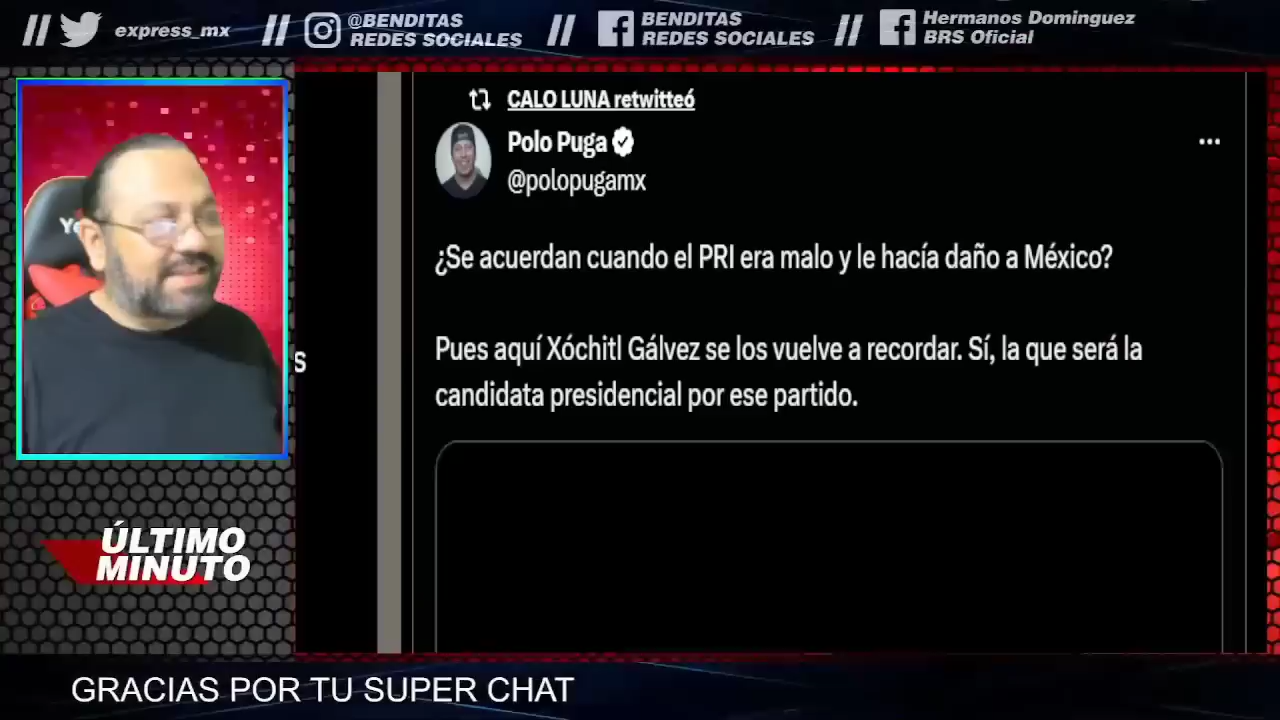 // express_mx // @BENDITAS REDES SOCIALES // BENDITAS REDES SOCIALES // Hermanos Dominguez BRS Oficial
CALO LUNA retwitteó
Polo Puga
@polopugamx
¿Se acuerdan cuando el PRI era malo y le hacía daño a México?
Pues aquí Xóchitl Gálvez se los vuelve a recordar. Sí, la que será la
candidata presidencial por ese partido.
s
ÚLTIMO
MINUTO
GRACIAS POR TU SUPER CHAT